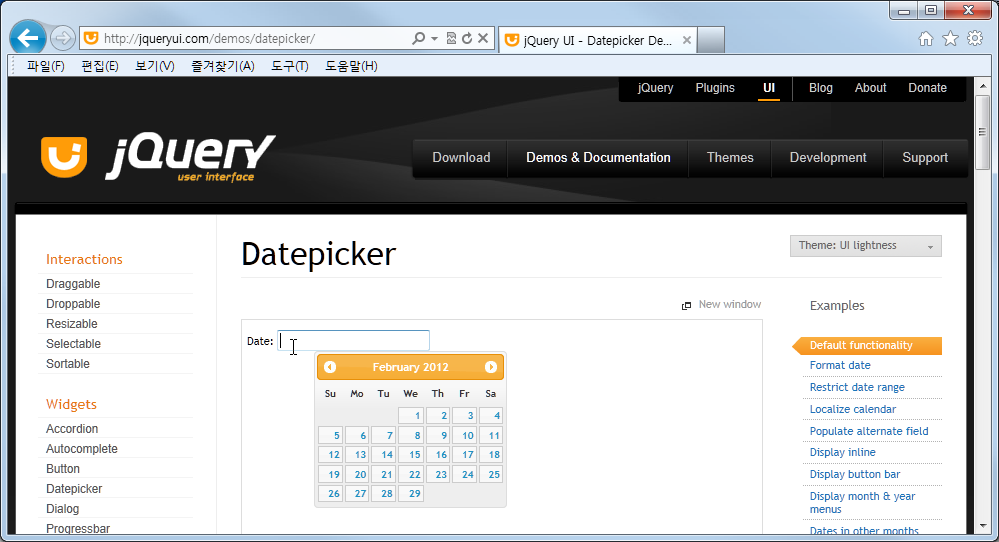 http://jqueryui.com/demos/datepicker/
jQuery UI - Datepicker De...
파일(F) 편집(E) 보기(V) 즐겨찾기(A) 도구(T) 도움말(H)
jQuery Plugins UI Blog About Donate
jQuery
user interface
Download Demos & Documentation Themes Development Support
Datepicker
Theme: UI lightness
Interactions
Draggable
Droppable
Resizable
Selectable
Sortable
Widgets
Accordion
Autocomplete
Button
Datepicker
Dialog
Progressbar
New window
Date:
February 2012
Su Mo Tu We Th Fr Sa
1 2 3 4
5 6 7 8 9 10 11
12 13 14 15 16 17 18
19 20 21 22 23 24 25
26 27 28 29
Examples
Default functionality
Format date
Restrict date range
Localize calendar
Populate alternate field
Display inline
Display button bar
Display month & year
menus
Dates in other months